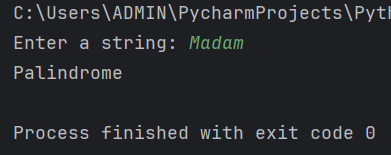 C:\Users\ADMIN\PycharmProjects\Pyth
Enter a string: Madam
Palindrome
Process finished with exit code 0